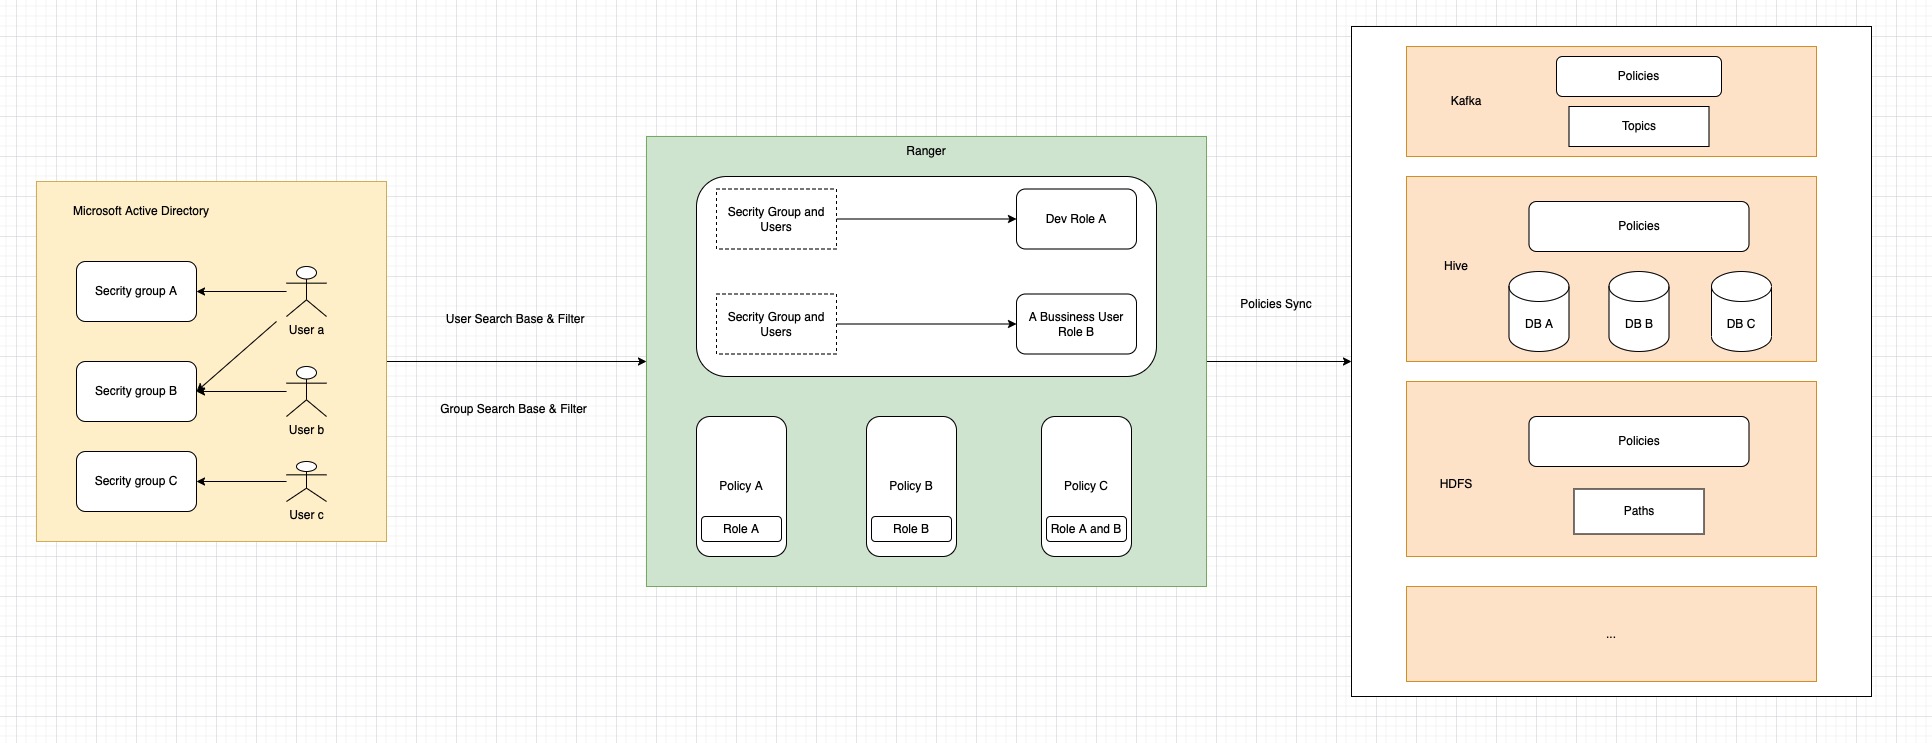 Microsoft Active Directory
Secrity group A
User a
Secrity group B
User b
Secrity group C
User c
User Search Base & Filter
Group Search Base & Filter
Ranger
Secrity Group and
Users
Dev Role A
Secrity Group and
Users
A Bussiness User
Role B
Policy A
Role A
Policy B
Role B
Policy C
Role A and B
Policies Sync
Kafka
Policies
Topics
Hive
Policies
DB A
DB B
DB C
HDFS
Policies
Paths
...